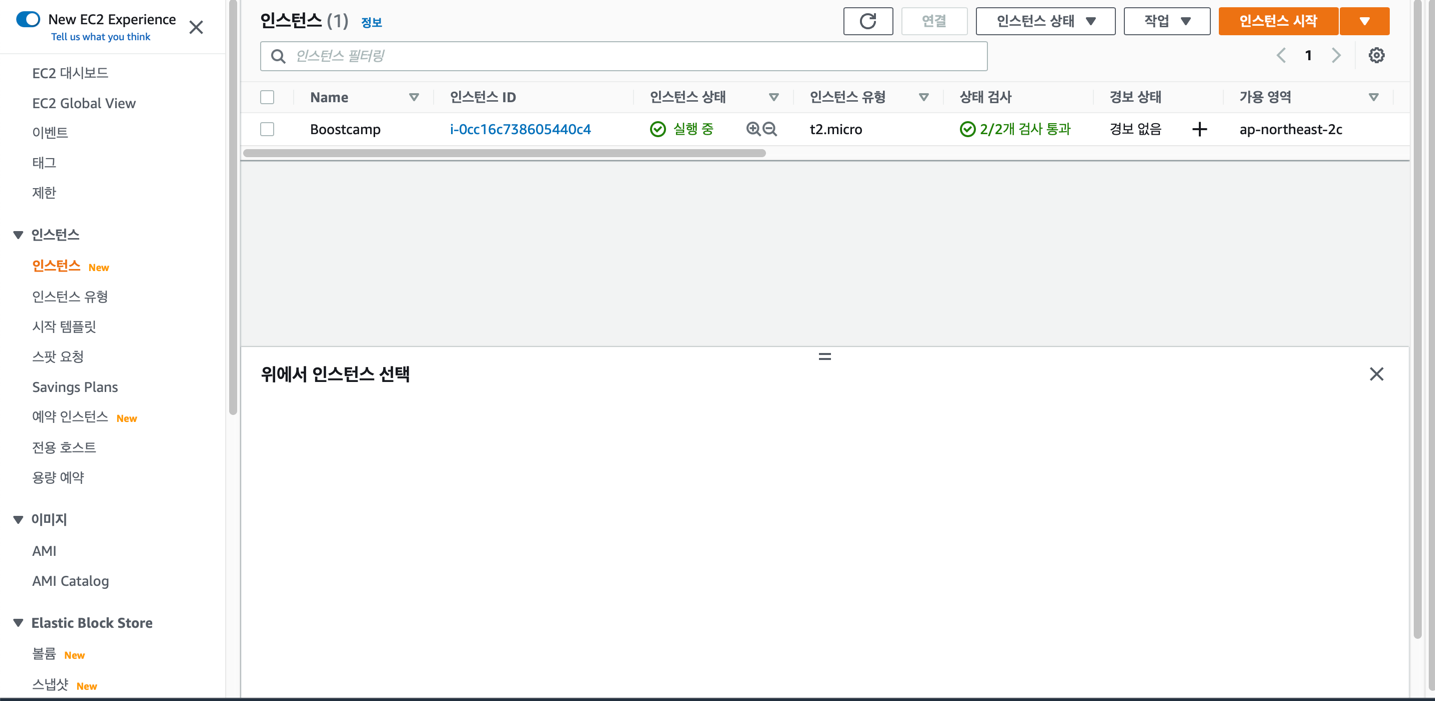 New EC2 Experience
Tell us what you think
EC2 대시보드
EC2 Global View
이벤트
태그
제한
인스턴스
인스턴스 New
인스턴스 유형
시작 템플릿
스팟 요청
Savings Plans
예약 인스턴스 New
전용 호스트
용량 예약
이미지
AMI
AMI Catalog
Elastic Block Store
볼륨 New
스냅샷 New
인스턴스 (1) 정보 연결 인스턴스 상태 작업 인스턴스 시작
인스턴스 필터링 1
Name 인스턴스 ID 인스턴스 상태 인스턴스 유형 상태 검사 경보 상태 가용 영역
Boostcamp i-0cc16c738605440c4 실행 중 t2.micro 2/2개 검사 통과 경보 없음 ap-northeast-2c
위에서 인스턴스 선택